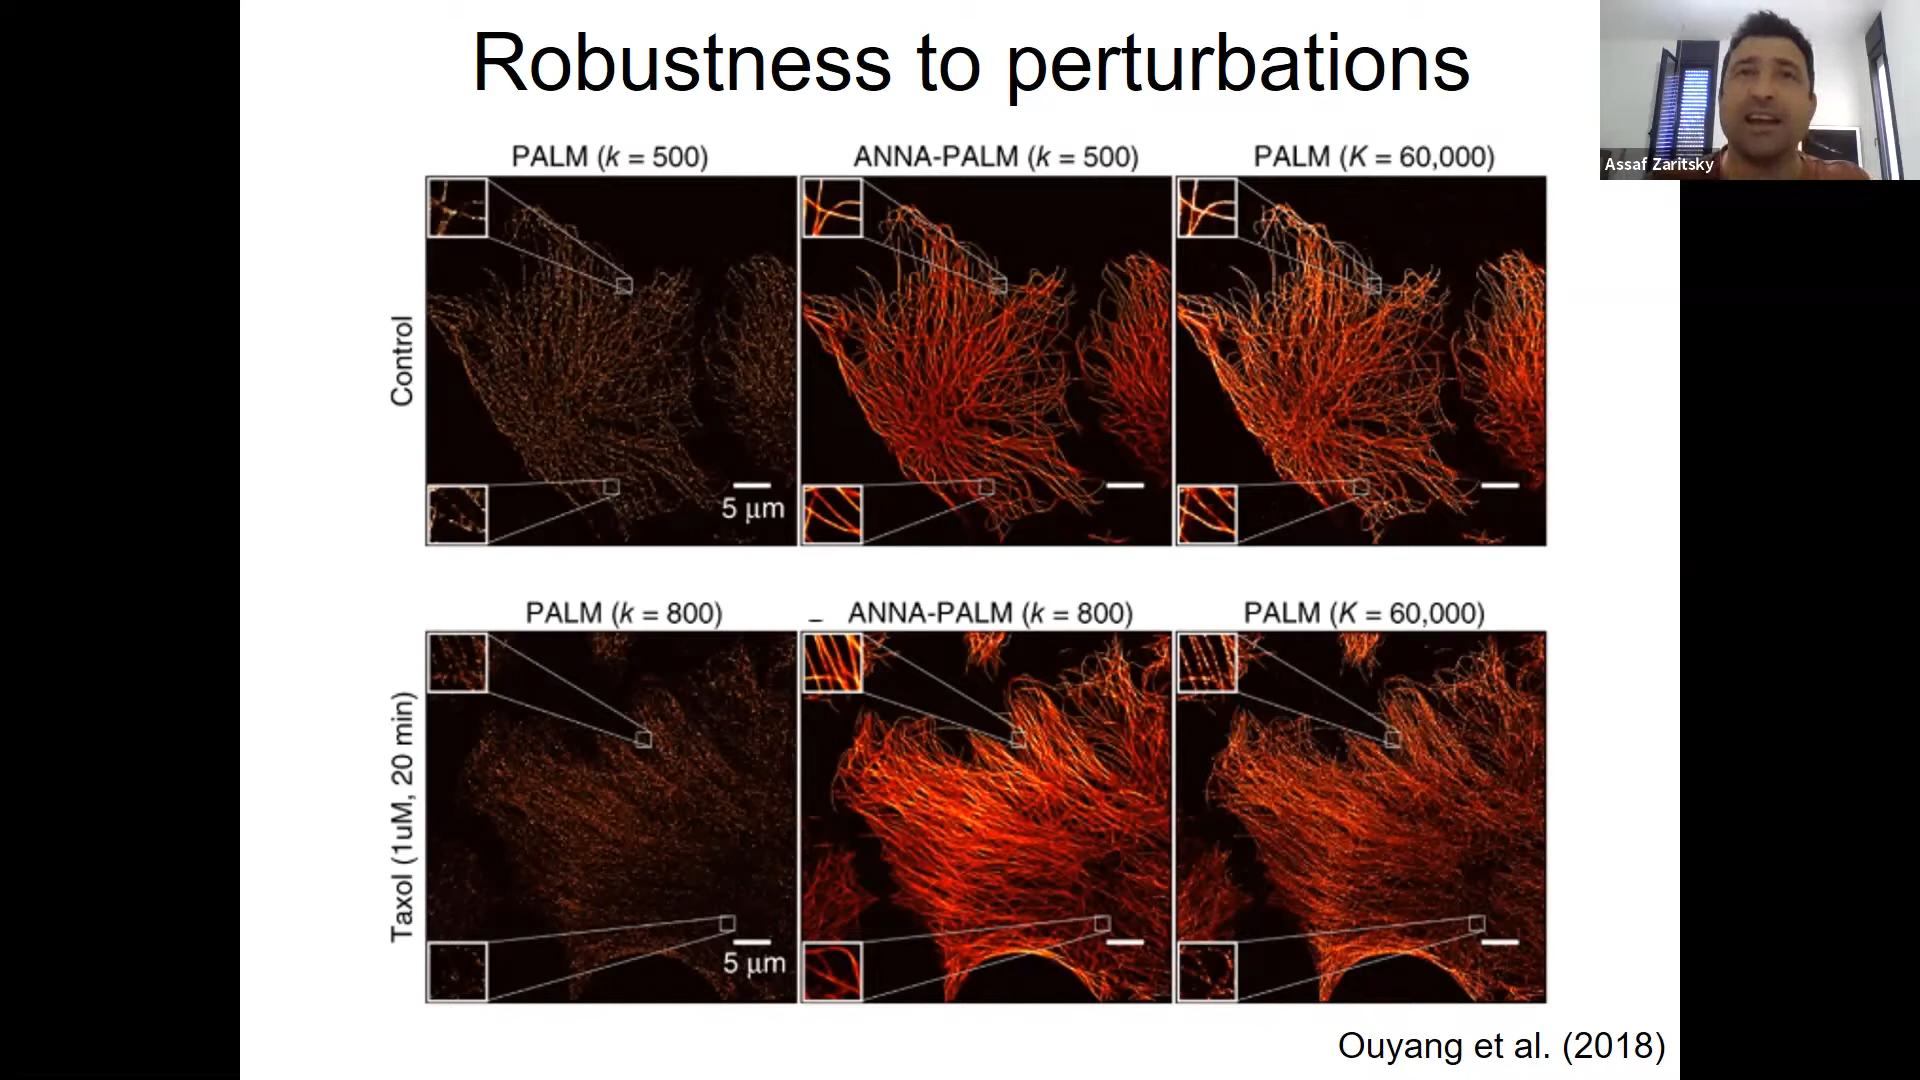 Robustness to perturbations
Assaf Zaritsky
PALM (k = 500)
ANNA-PALM (k = 500)
PALM (K = 60,000)
Control
5 µm
PALM (k = 800)
ANNA-PALM (k = 800)
PALM (K = 60,000)
Taxol (1uM, 20 min)
5 µm
Ouyang et al. (2018)